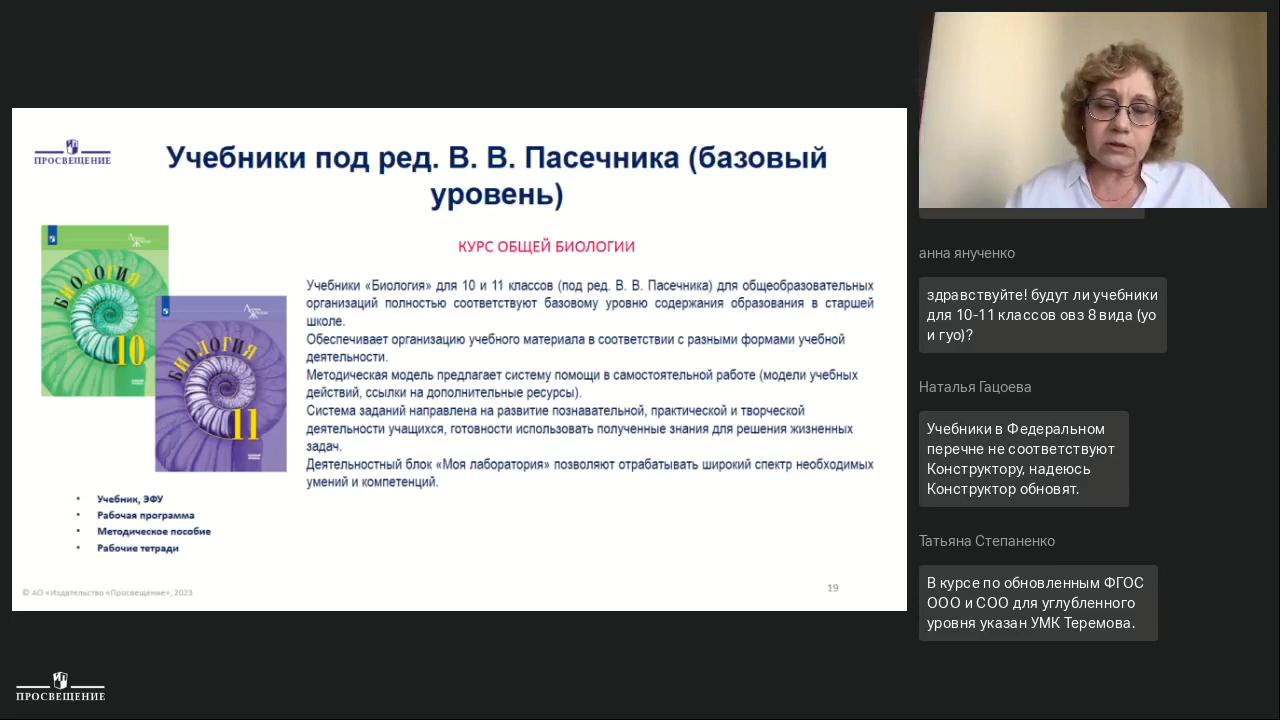 ПРОСВЕЩЕНИЕ
Учебники под ред. В. В. Пасечника (базовый
уровень)
БИОЛОГИЯ
10
БИОЛОГИЯ
11
КУРС ОБЩЕЙ БИОЛОГИИ
Учебники «Биология» для 10 и 11 классов (под ред. В. В. Пасечника) для общеобразовательных
организаций полностью соответствуют базовому уровню содержания образования в старшей
школе.
Обеспечивает организацию учебного материала в соответствии с разными формами учебной
деятельности.
Методическая модель предлагает систему помощи в самостоятельной работе (модели учебных
действий, ссылки на дополнительные ресурсы).
Система заданий направлена на развитие познавательной, практической и творческой
деятельности учащихся, готовности использовать полученные знания для решения жизненных
задач.
Деятельностный блок «Моя лаборатория» позволяют отрабатывать широкий спектр необходимых
умений и компетенций.
• Учебник, ЭФУ
• Рабочая программа
• Методическое пособие
• Рабочие тетради
© АО «Издательство «Просвещение», 2023
19
ПРОСВЕЩЕНИЕ
анна янученко
здравствуйте! будут ли учебники
для 10-11 классов овз 8 вида (уо
и гуо)?
Наталья Гацоева
Учебники в Федеральном
перечне не соответствуют
Конструктору, надеюсь
Конструктор обновят.
Татьяна Степаненко
В курсе по обновленным ФГОС
ООО и СОО для углубленного
уровня указан УМК Теремова.